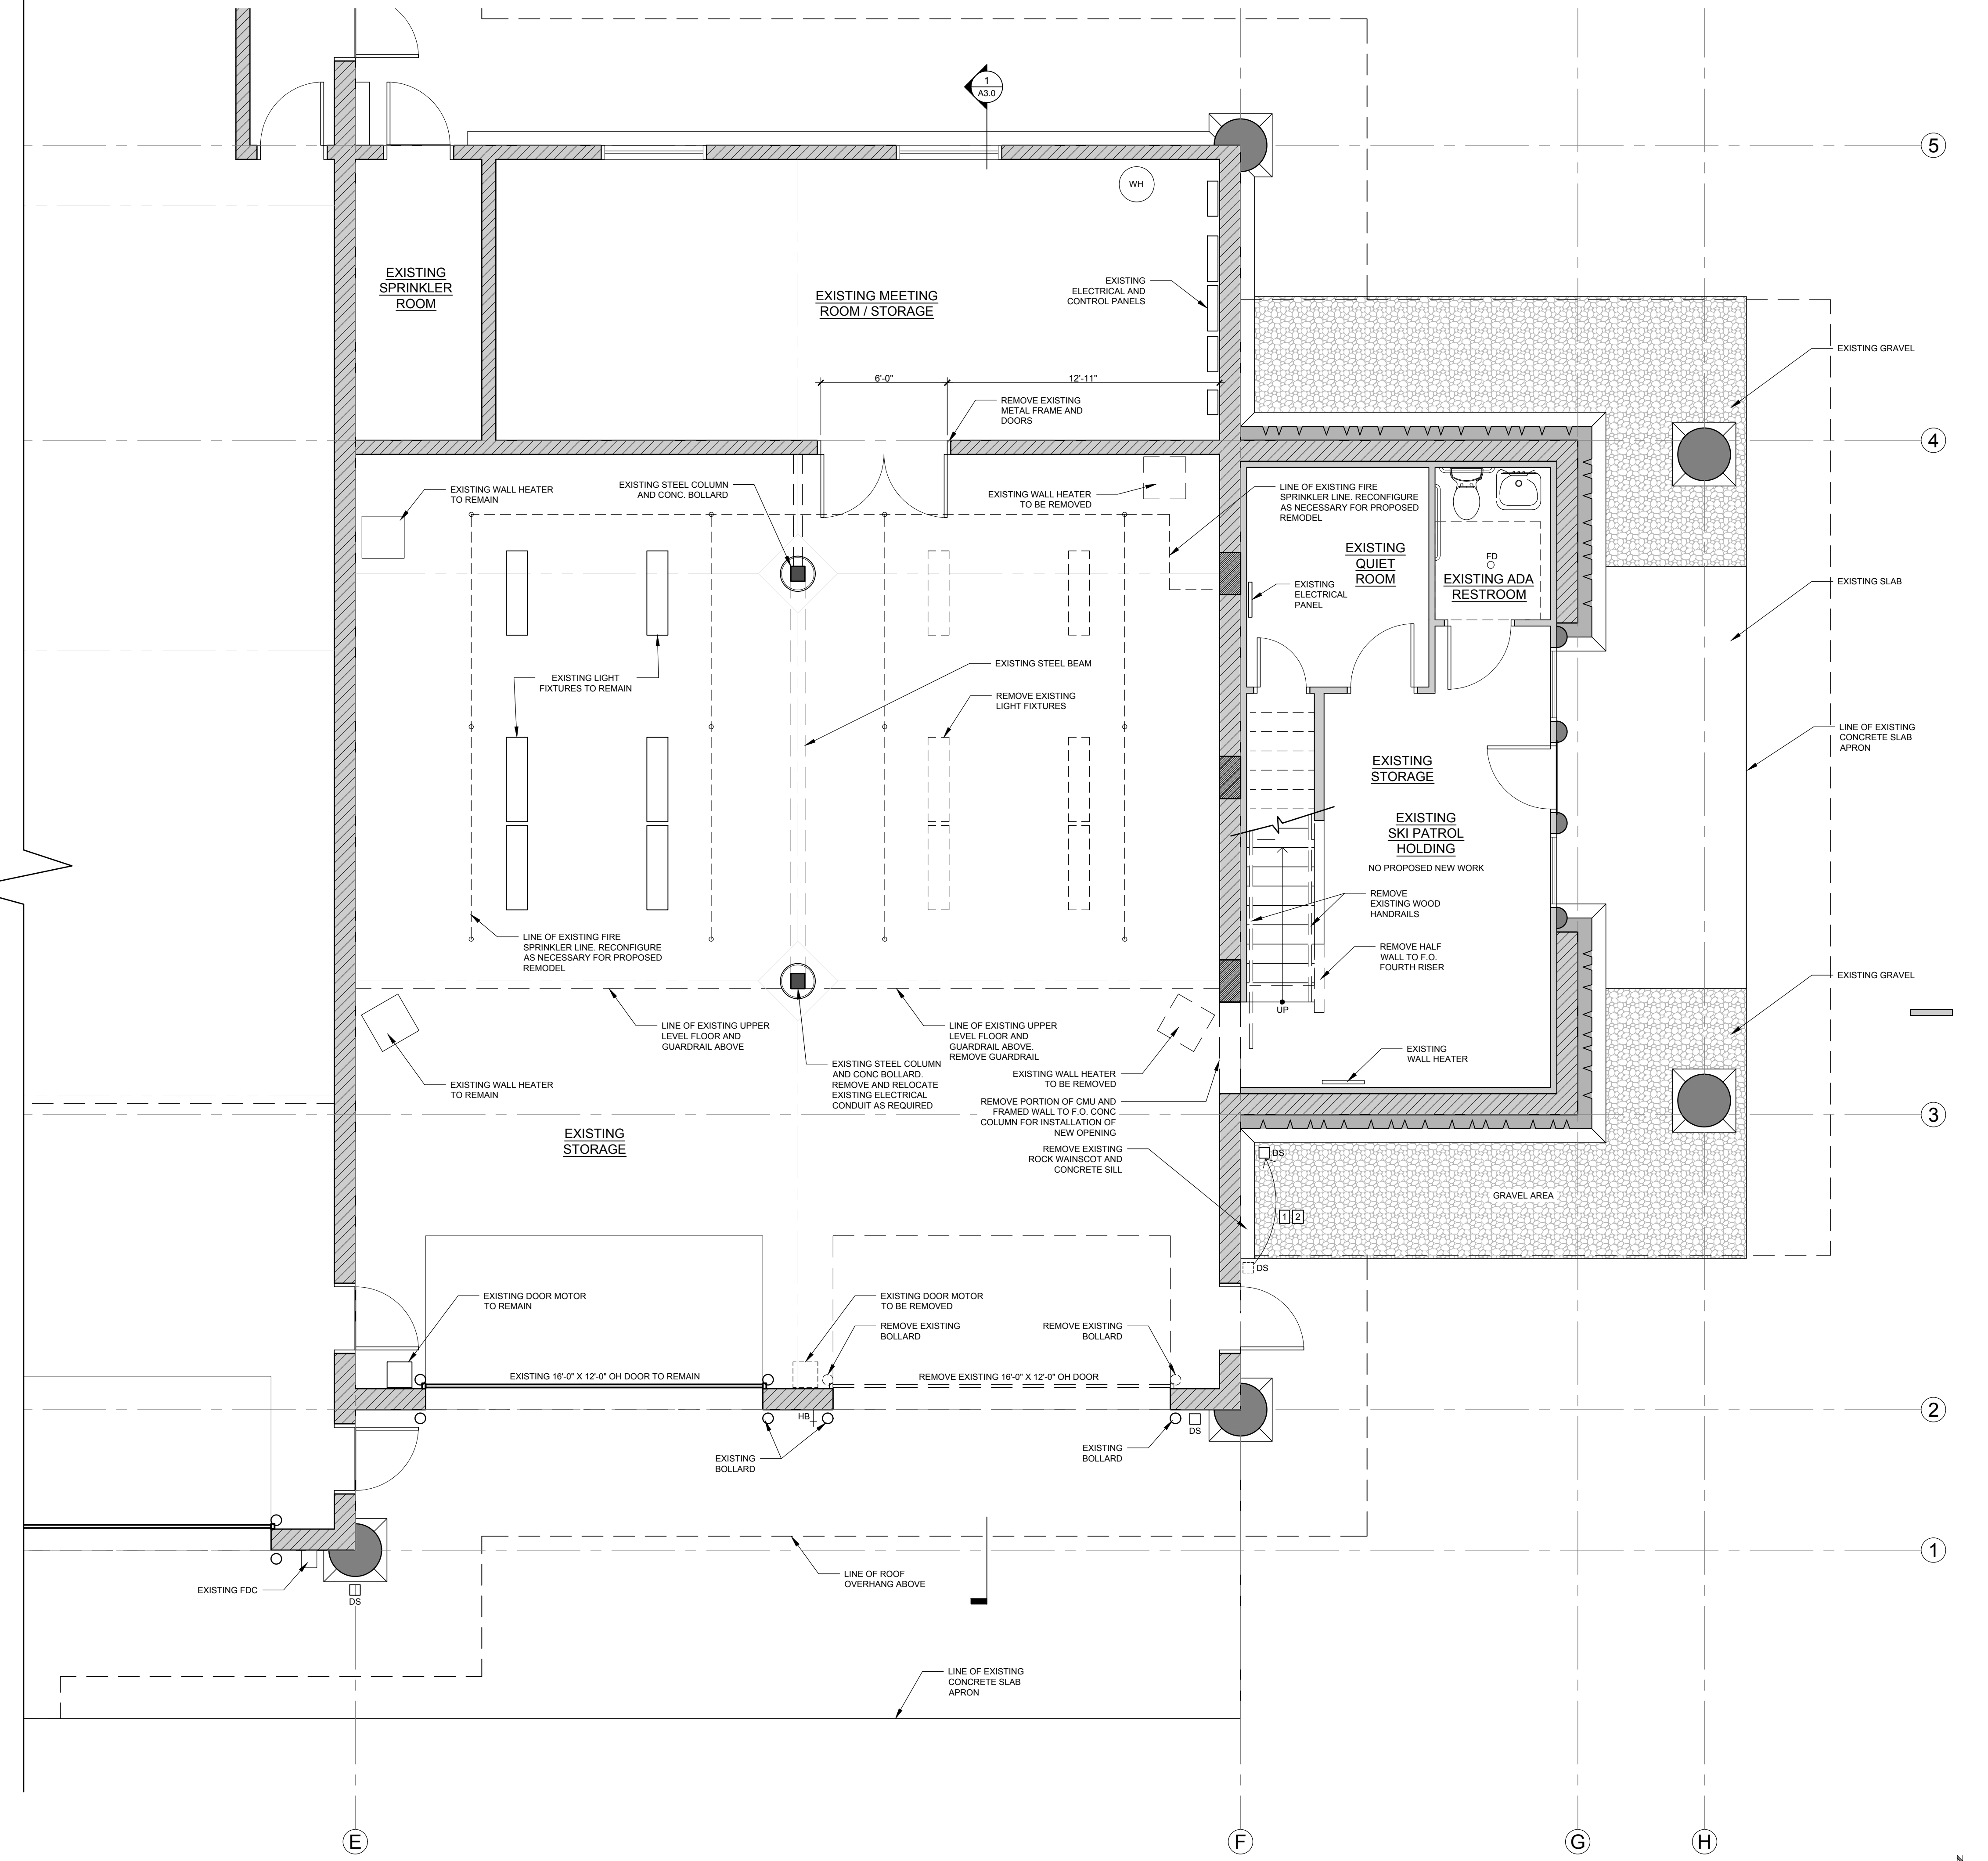 1
A3.0
5
WH
EXISTING
SPRINKLER
ROOM
EXISTING MEETING
ROOM / STORAGE
EXISTING
ELECTRICAL AND
CONTROL PANELS
EXISTING GRAVEL
6'-0"
12'-11"
REMOVE EXISTING
METAL FRAME AND
DOORS
4
EXISTING WALL HEATER
TO REMAIN
EXISTING STEEL COLUMN
AND CONC. BOLLARD
EXISTING WALL HEATER
TO BE REMOVED
LINE OF EXISTING FIRE
SPRINKLER LINE. RECONFIGURE
AS NECESSARY FOR PROPOSED
REMODEL
EXISTING
QUIET
ROOM
FD
EXISTING ADA
RESTROOM
EXISTING
ELECTRICAL
PANEL
EXISTING SLAB
EXISTING LIGHT
FIXTURES TO REMAIN
EXISTING STEEL BEAM
REMOVE EXISTING
LIGHT FIXTURES
LINE OF EXISTING
CONCRETE SLAB
APRON
EXISTING
STORAGE
EXISTING
SKI PATROL
HOLDING
NO PROPOSED NEW WORK
REMOVE
EXISTING WOOD
HANDRAILS
REMOVE HALF
WALL TO F.O.
FOURTH RISER
LINE OF EXISTING FIRE
SPRINKLER LINE. RECONFIGURE
AS NECESSARY FOR PROPOSED
REMODEL
EXISTING GRAVEL
UP
LINE OF EXISTING UPPER
LEVEL FLOOR AND
GUARDRAIL ABOVE
LINE OF EXISTING UPPER
LEVEL FLOOR AND
GUARDRAIL ABOVE.
REMOVE GUARDRAIL
EXISTING
WALL HEATER
EXISTING STEEL COLUMN
AND CONC BOLLARD.
REMOVE AND RELOCATE
EXISTING ELECTRICAL
CONDUIT AS REQUIRED
EXISTING WALL HEATER
TO BE REMOVED
EXISTING WALL HEATER
TO REMAIN
REMOVE PORTION OF CMU AND
FRAMED WALL TO F.O. CONC
COLUMN FOR INSTALLATION OF
NEW OPENING
3
EXISTING
STORAGE
REMOVE EXISTING
ROCK WAINSCOT AND
CONCRETE SILL
DS
GRAVEL AREA
1
2
DS
EXISTING DOOR MOTOR
TO REMAIN
EXISTING DOOR MOTOR
TO BE REMOVED
REMOVE EXISTING
BOLLARD
REMOVE EXISTING
BOLLARD
EXISTING 16'-0" X 12'-0" OH DOOR TO REMAIN
REMOVE EXISTING 16'-0" X 12'-0" OH DOOR
2
HB
DS
EXISTING
BOLLARD
EXISTING
BOLLARD
1
LINE OF ROOF
OVERHANG ABOVE
EXISTING FDC
DS
LINE OF EXISTING
CONCRETE SLAB
APRON
E
F
G
H